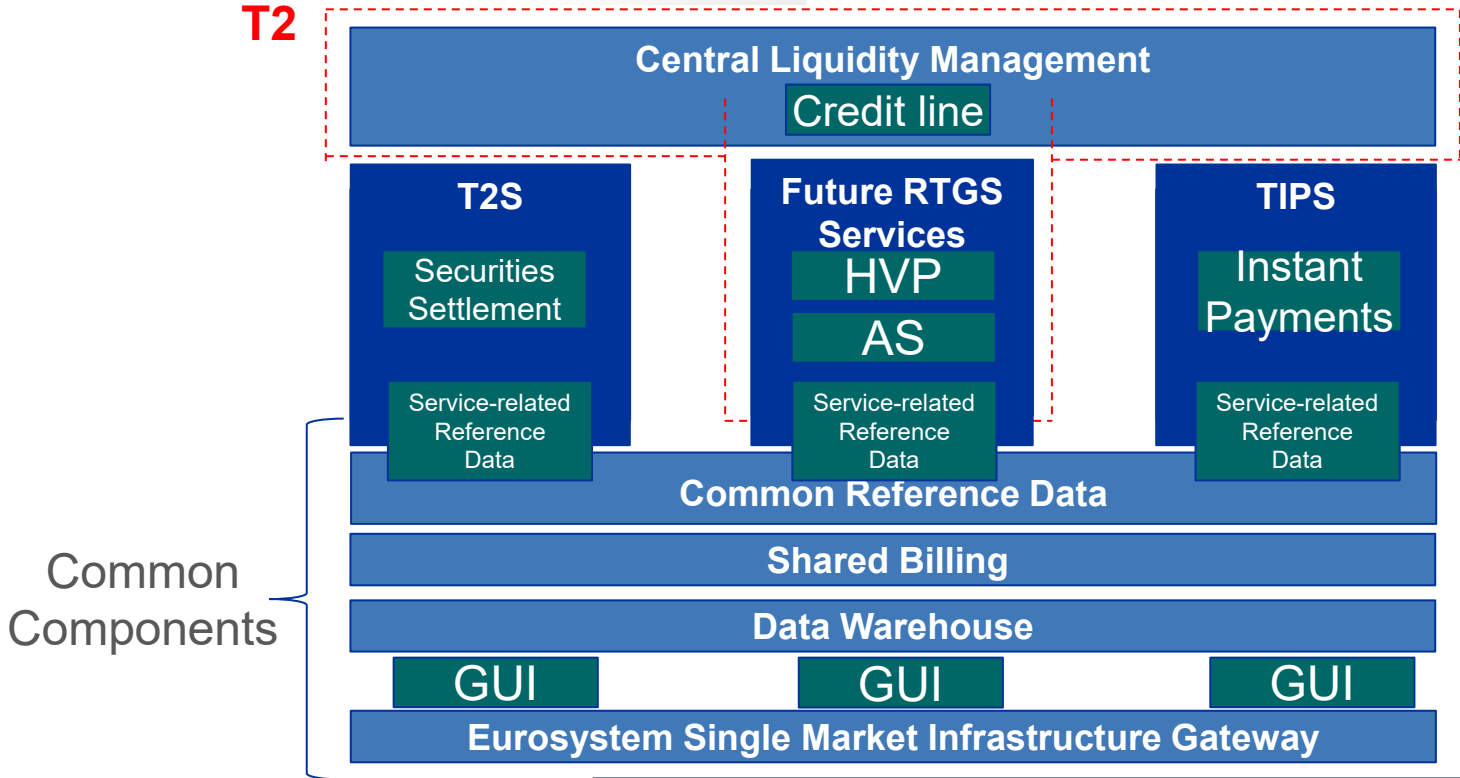 T2
Central Liquidity Management
Credit line
T2S
Securities
Settlement
Service-related
Reference
Data
Future RTGS
Services
HVP
AS
Service-related
Reference
Data
TIPS
Instant
Payments
Service-related
Reference
Data
Common Reference Data
Shared Billing
Data Warehouse
GUI
GUI
GUI
Eurosystem Single Market Infrastructure Gateway
Common
Components